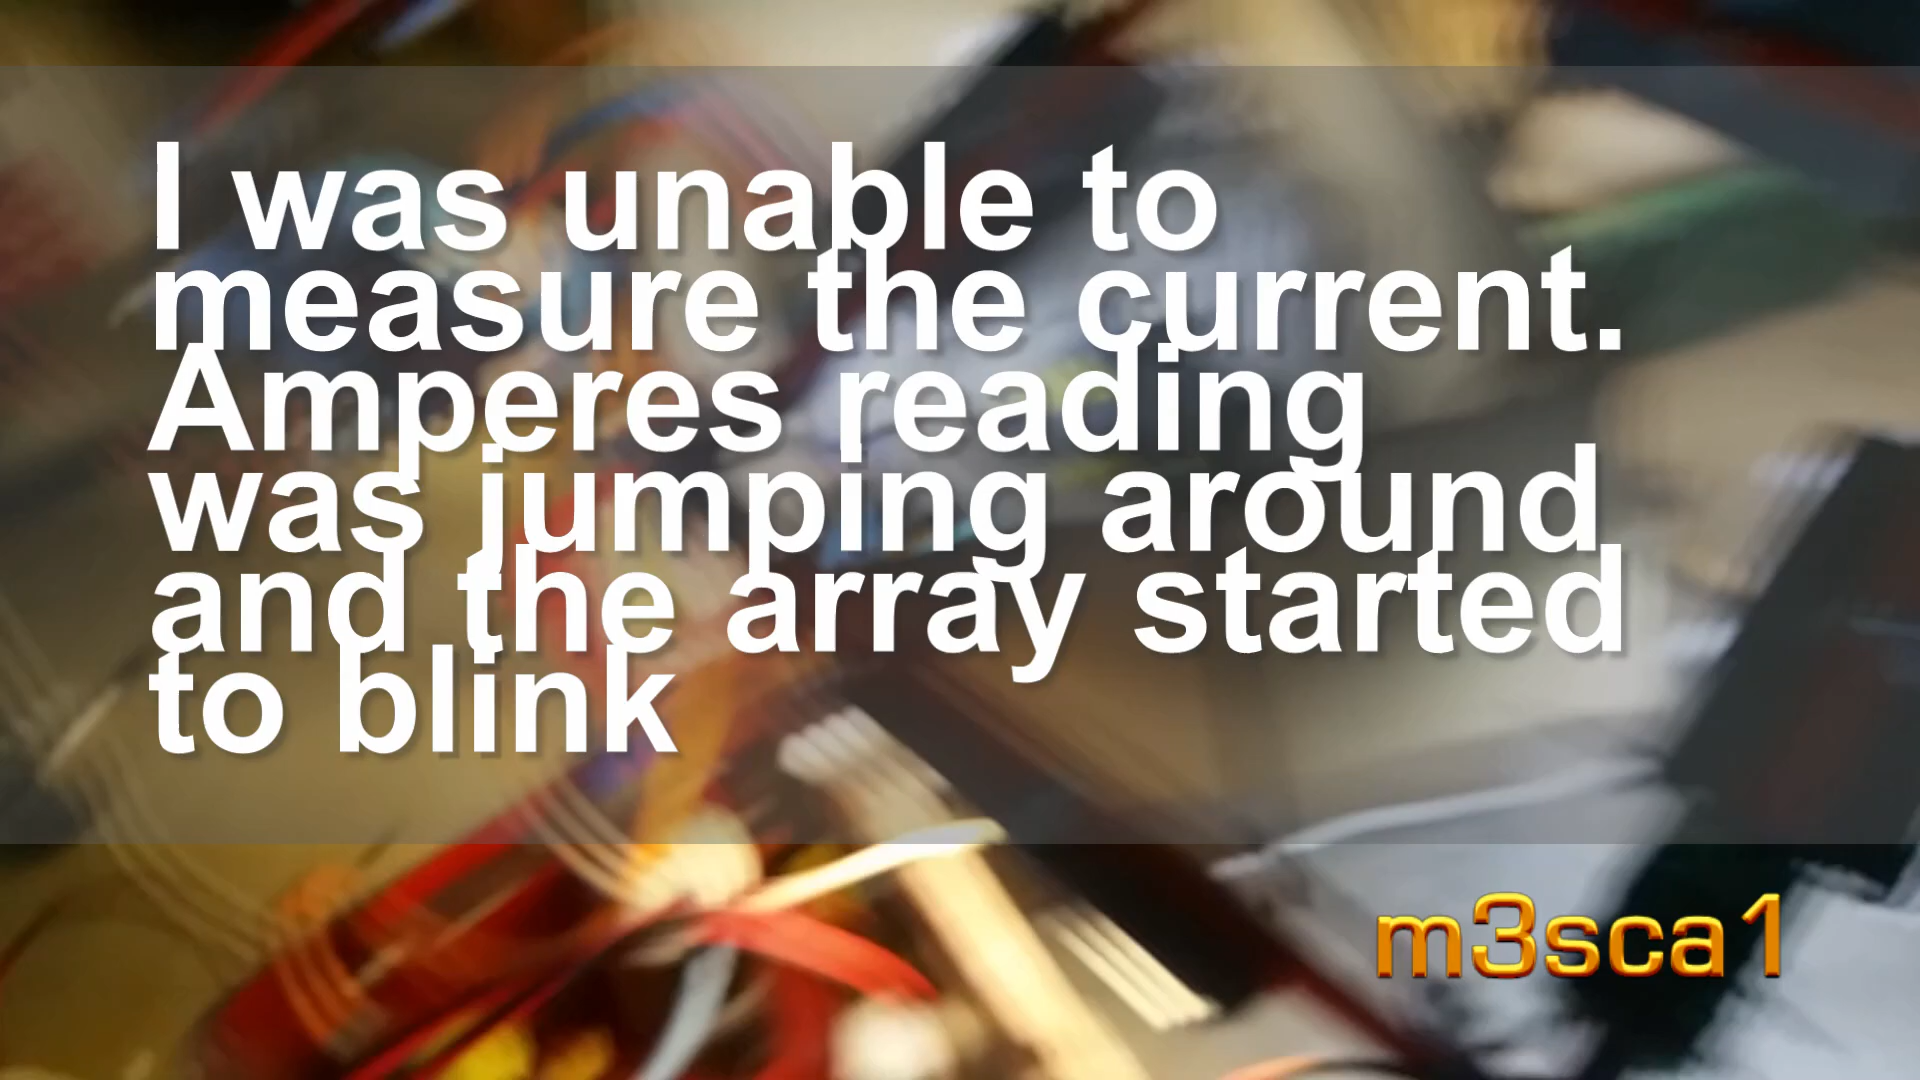 I was unable to
measure the current.
Amperes reading
was jumping around
and the array started
to blink
m3sca1